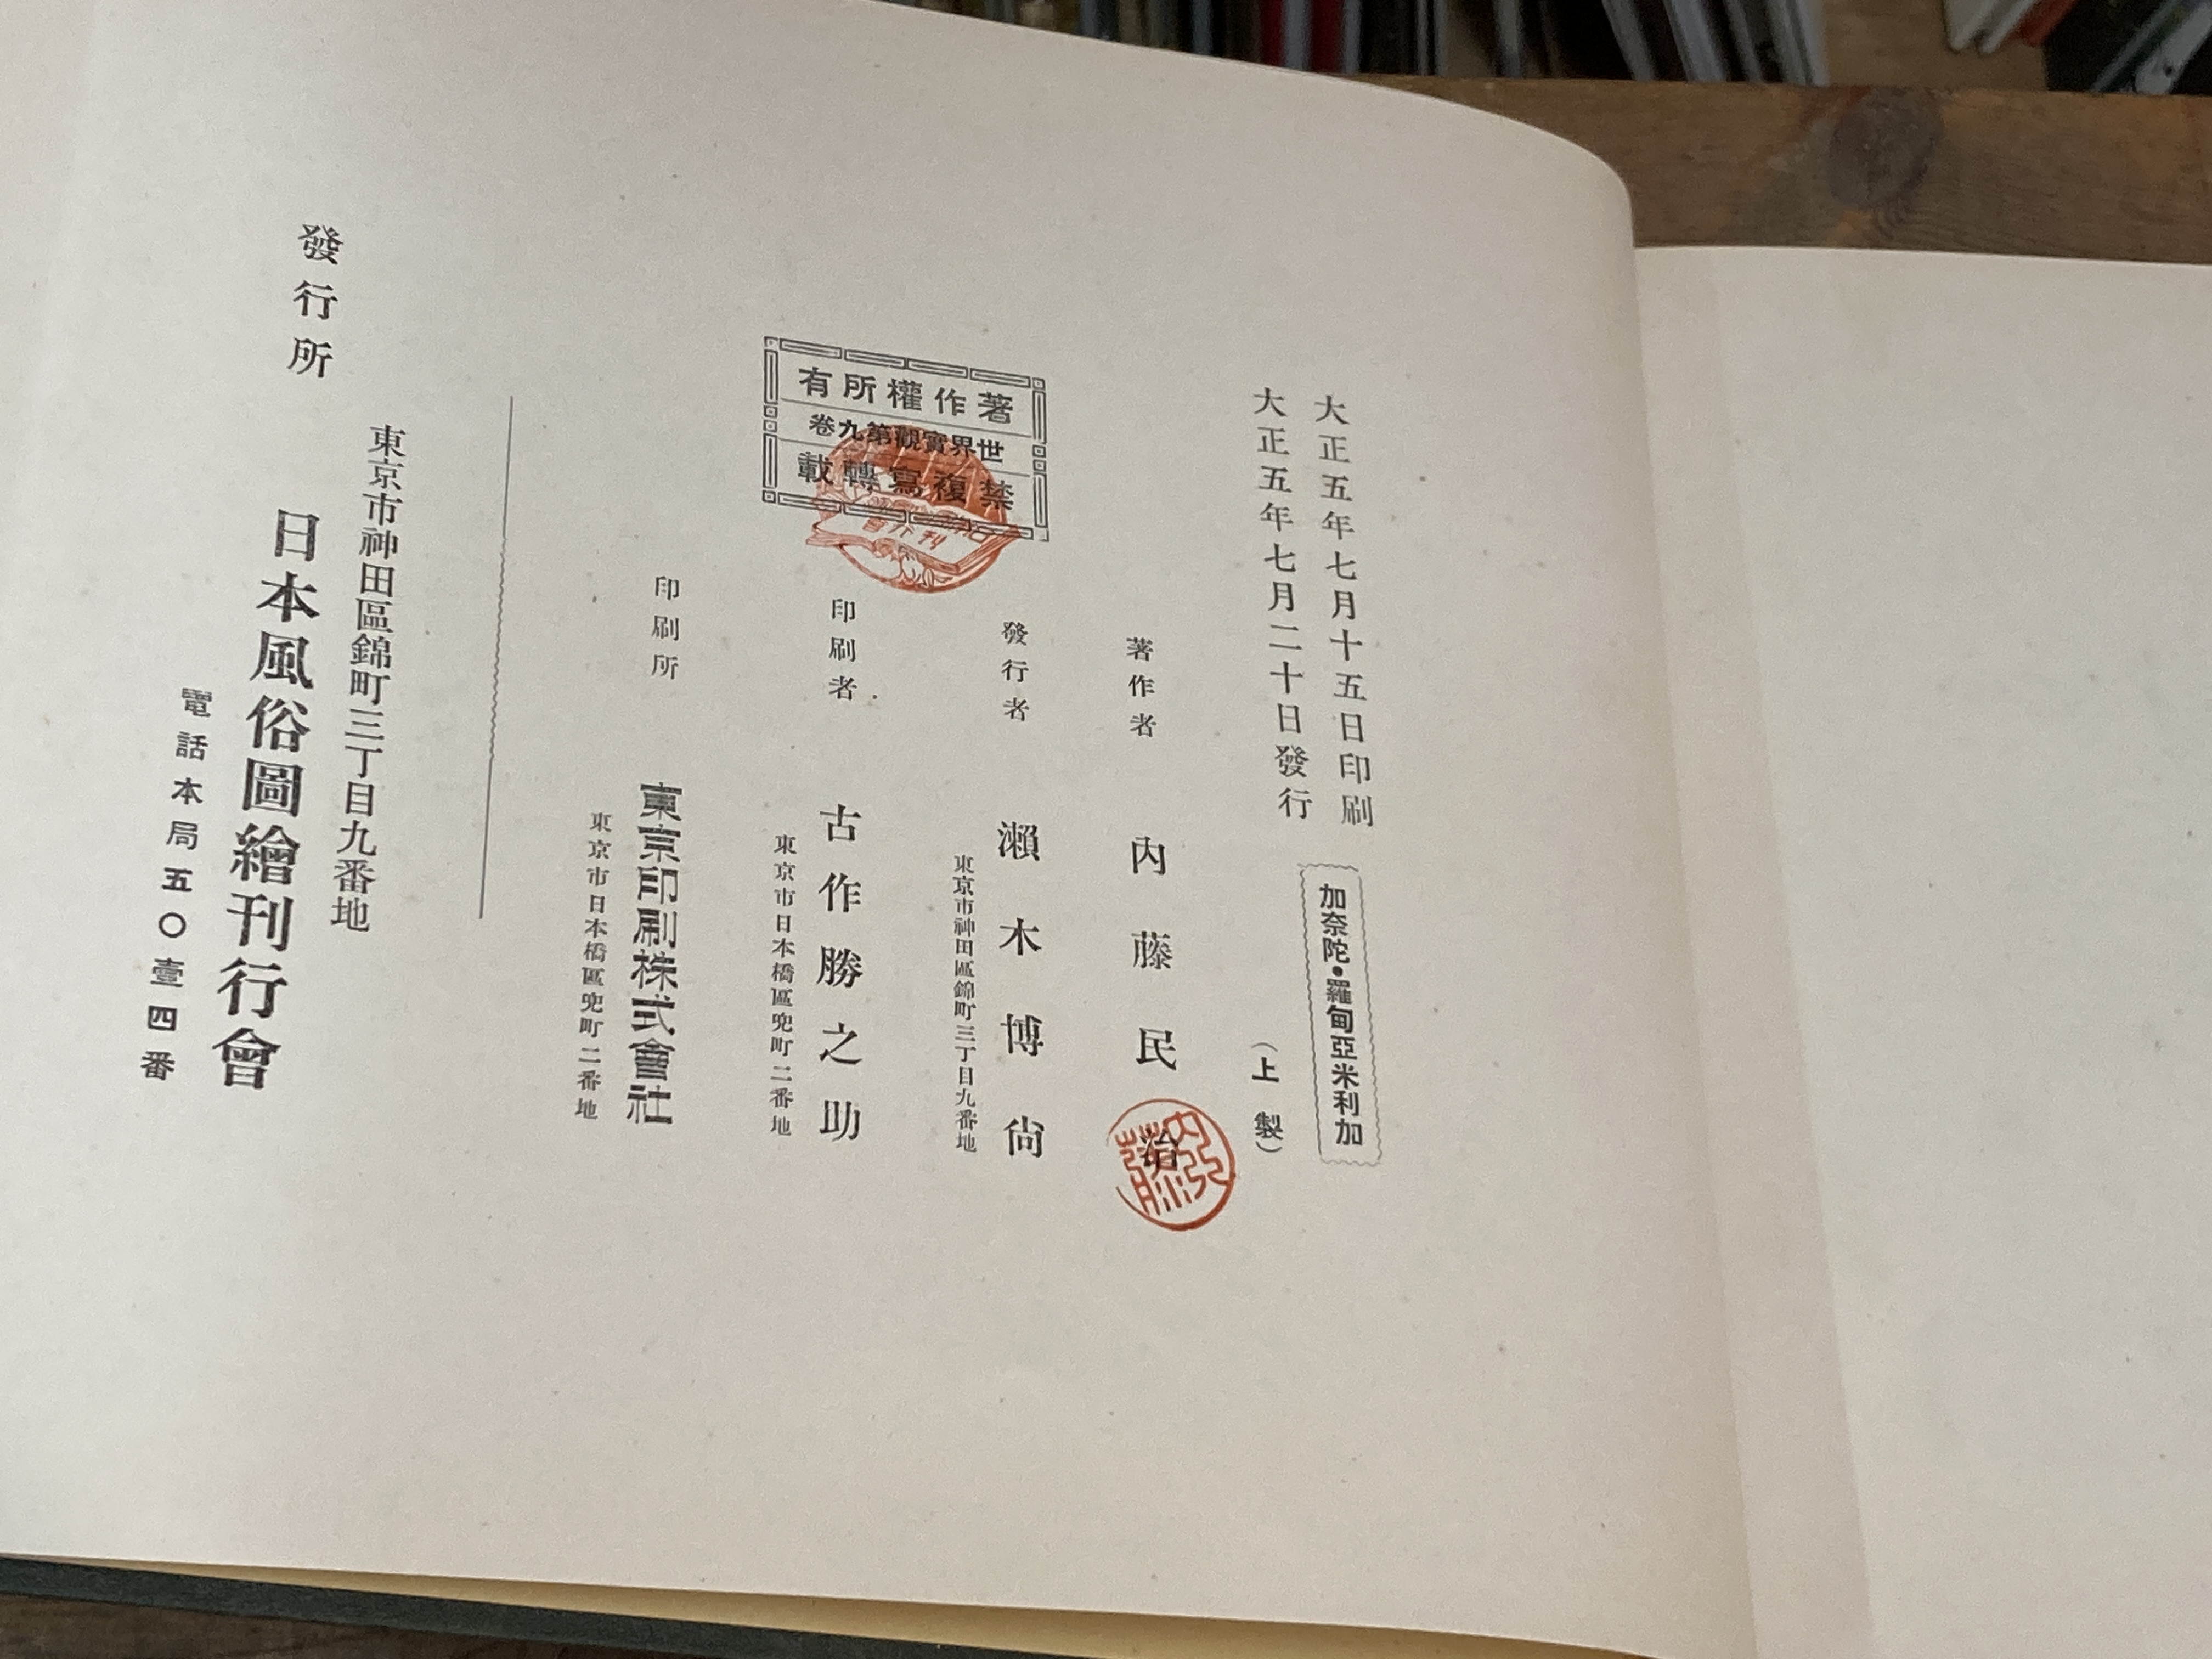 大正五年七月十五日印刷
大正五年七月二十日發行
加奈陀•羅甸亞米利加
（上製）
著作者 內藤民治
發行者 瀨木博尙
東京市神田區錦町三丁目九番地
著作權所有
世界實觀第九卷
禁複寫轉載
印刷者 古作勝之助
東京市日本橋區兜町二番地
印刷所 東京印刷株式會社
東京市日本橋區兜町二番地
發行所
東京市神田區錦町三丁目九番地
日本風俗圖繪刊行會
電話本局五〇壹四番